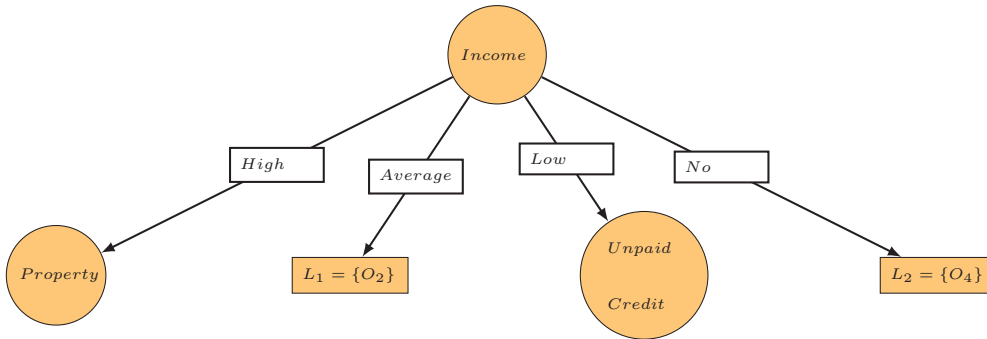 Income
High
Average
Low
No
Property
L₁ = {O₂}
Unpaid
Credit
L₂ = {O₄}